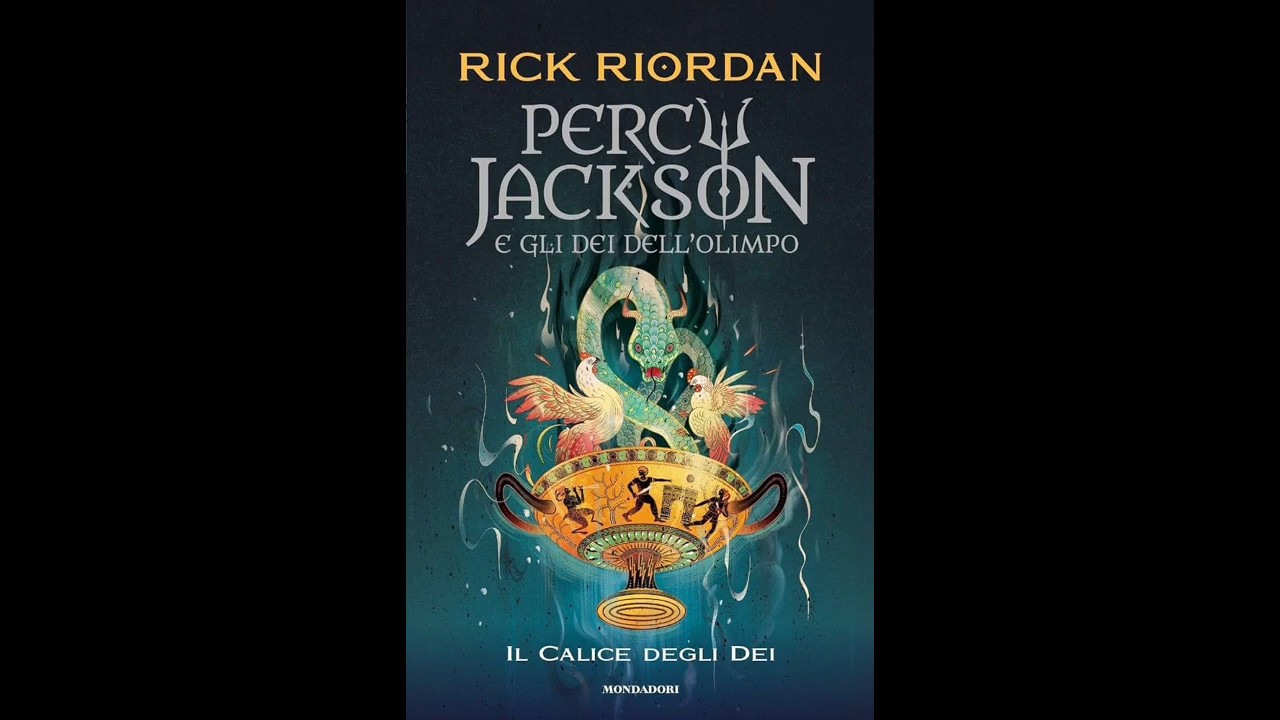 RICK RIORDAN
PERCY
JACKSON
E GLI DEI DELL'OLIMPO
IL CALICE DEGLI DEI
MONDADORI